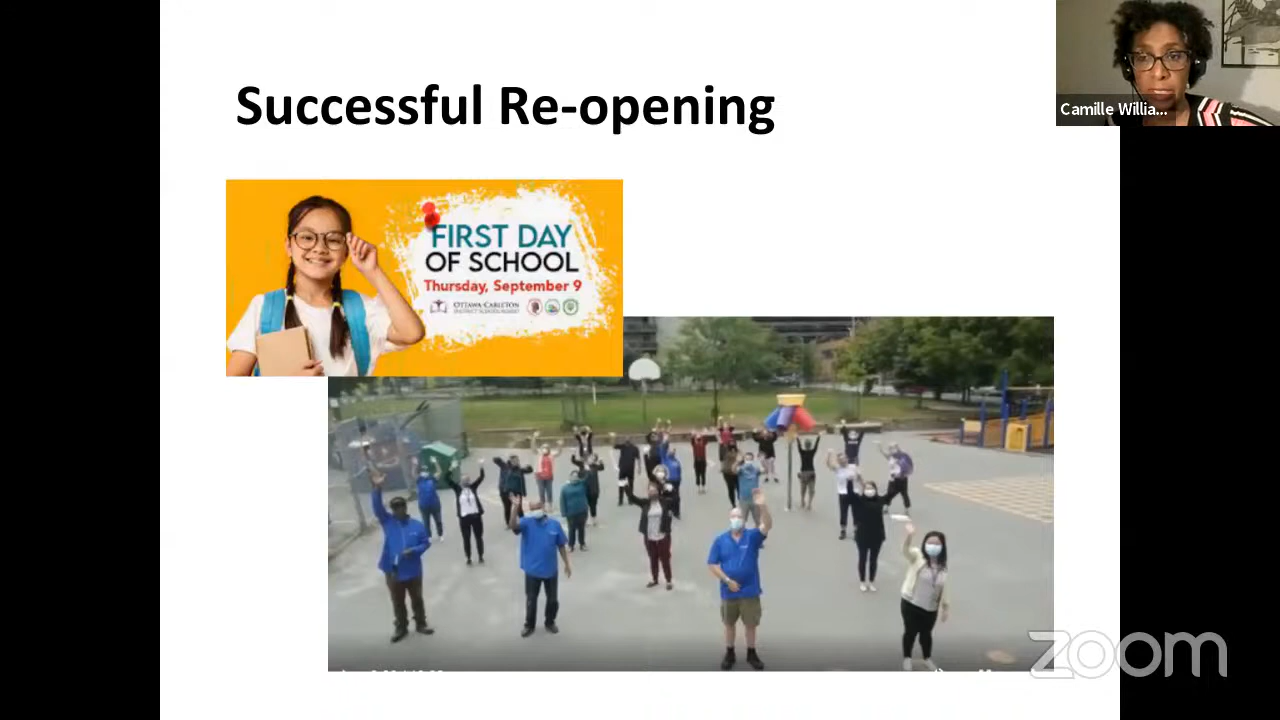 Successful Re-opening
Camille Willia...
FIRST DAY
OF SCHOOL
Thursday, September 9
OTTAWA-CARLETON
DISTRICT SCHOOL BOARD
zoom